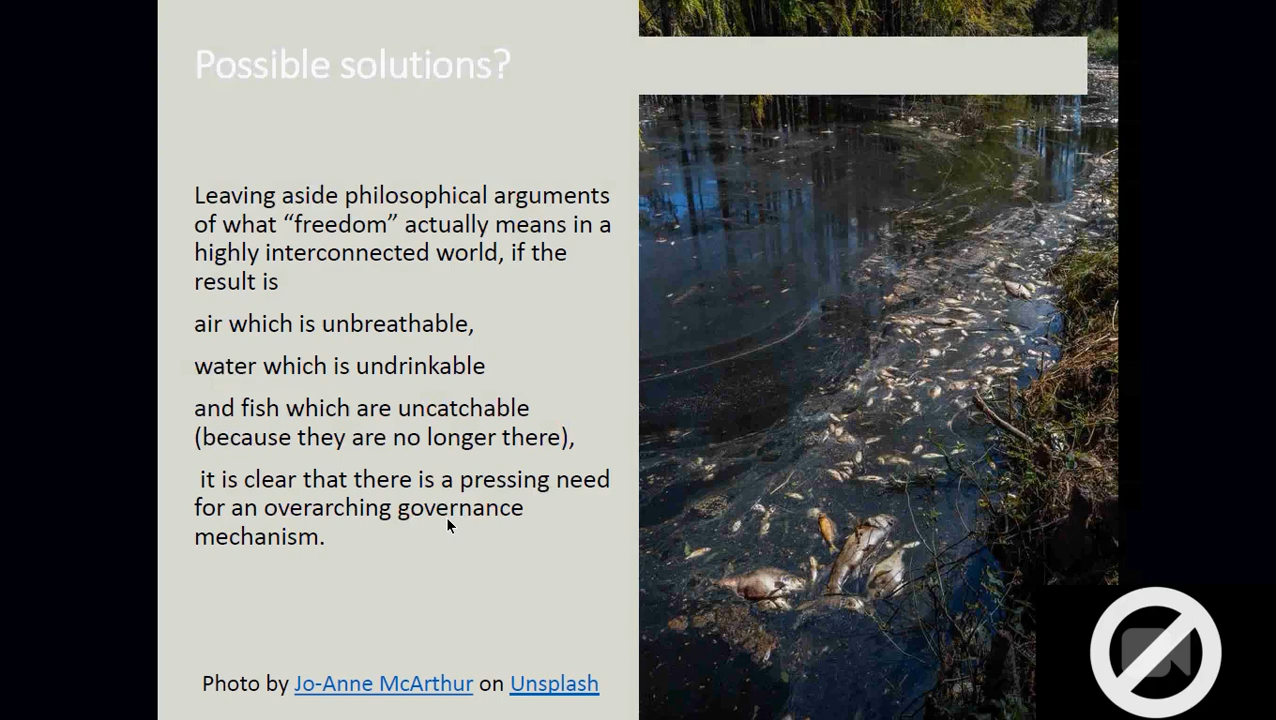 Possible solutions?
Leaving aside philosophical arguments
of what “freedom” actually means in a
highly interconnected world, if the
result is
air which is unbreathable,
water which is undrinkable
and fish which are uncatchable
(because they are no longer there),
it is clear that there is a pressing need
for an overarching governance
mechanism.
Photo by Jo-Anne McArthur on Unsplash